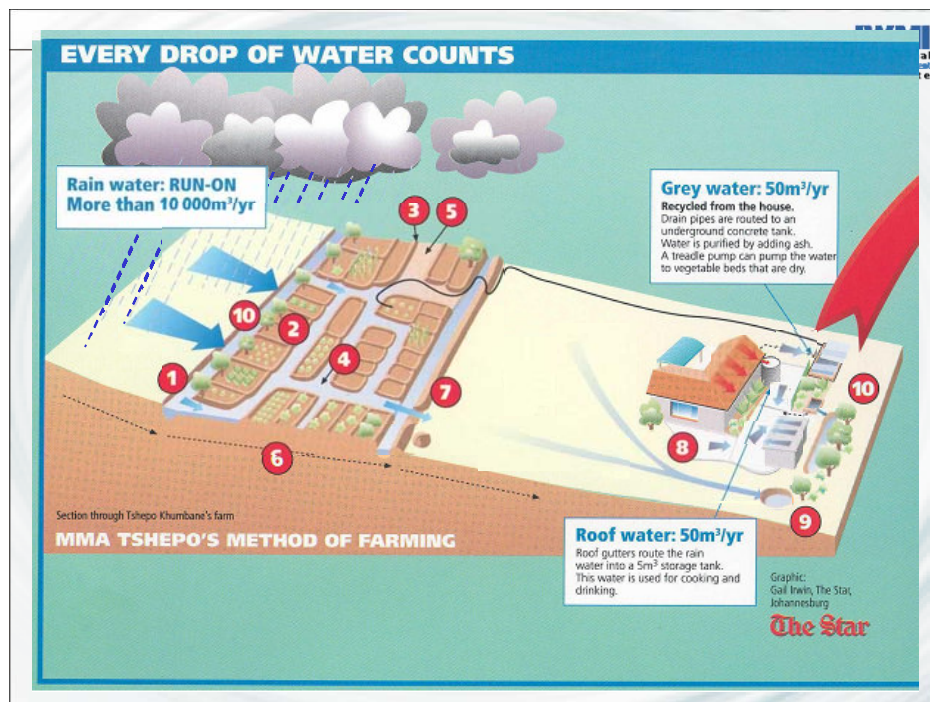 EVERY DROP OF WATER COUNTS
Rain water: RUN-ON
More than 10 000m³/yr
Grey water: 50m³/yr
Recycled from the house.
Drain pipes are routed to an
underground concrete tank.
Water is purified by adding ash.
A treadle pump can pump the water
to vegetable beds that are dry.
3
5
10
2
1
4
7
10
8
6
9
Section through Tshepo Khumbane's farm
MMA TSHEPO'S METHOD OF FARMING
Roof water: 50m³/yr
Roof gutters route the rain
water into a 5m³ storage tank.
This water is used for cooking and
drinking.
Graphic:
Gail Irwin, The Star,
Johannesburg
The Star